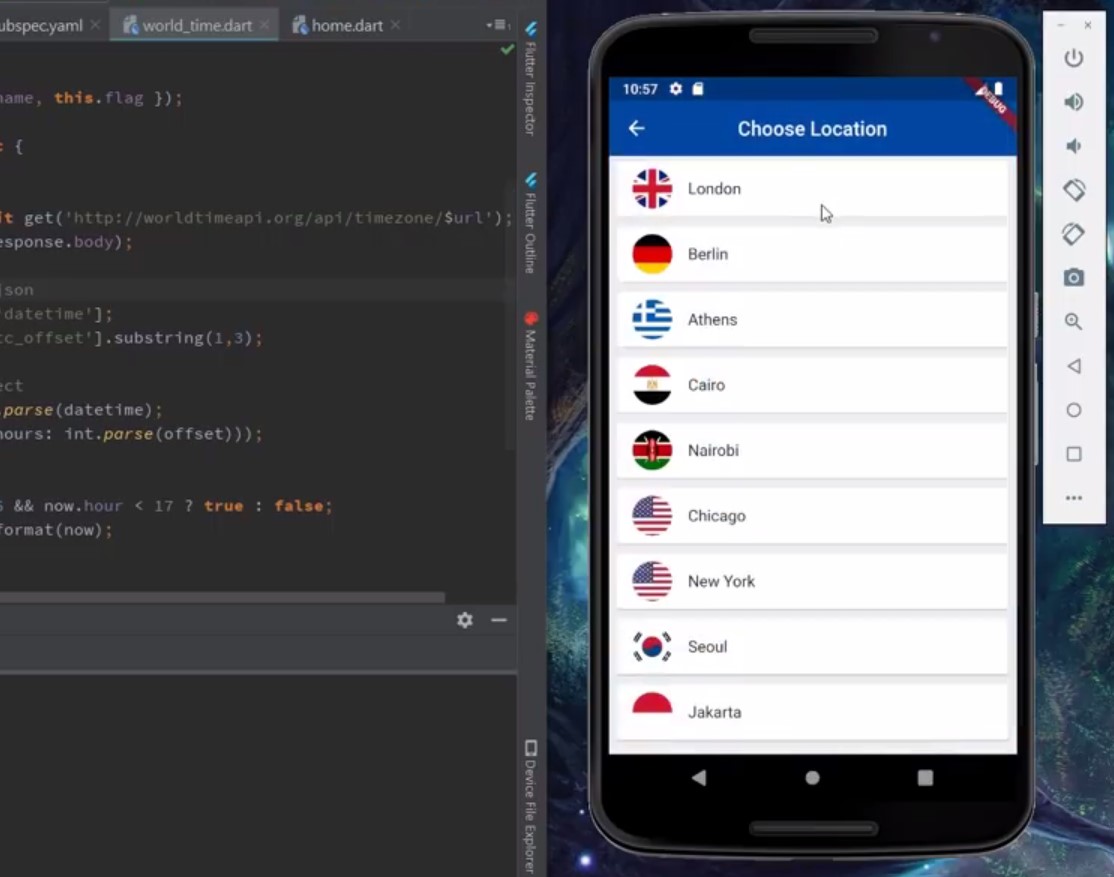 ubspec.yaml
world_time.dart
home.dart
name, this.flag });
: {
it get('http://worldtimeapi.org/api/timezone/$url');
esponse.body);
json
'datetime'];
tc_offset'].substring(1,3);
ect
.parse(datetime);
hours: int.parse(offset)));
6 && now.hour < 17 ? true : false;
format(now);
Flutter Inspector
Flutter Outline
Material Palette
Device File Explorer
10:57
DEBUG
Choose Location
London
Berlin
Athens
Cairo
Nairobi
Chicago
New York
Seoul
Jakarta